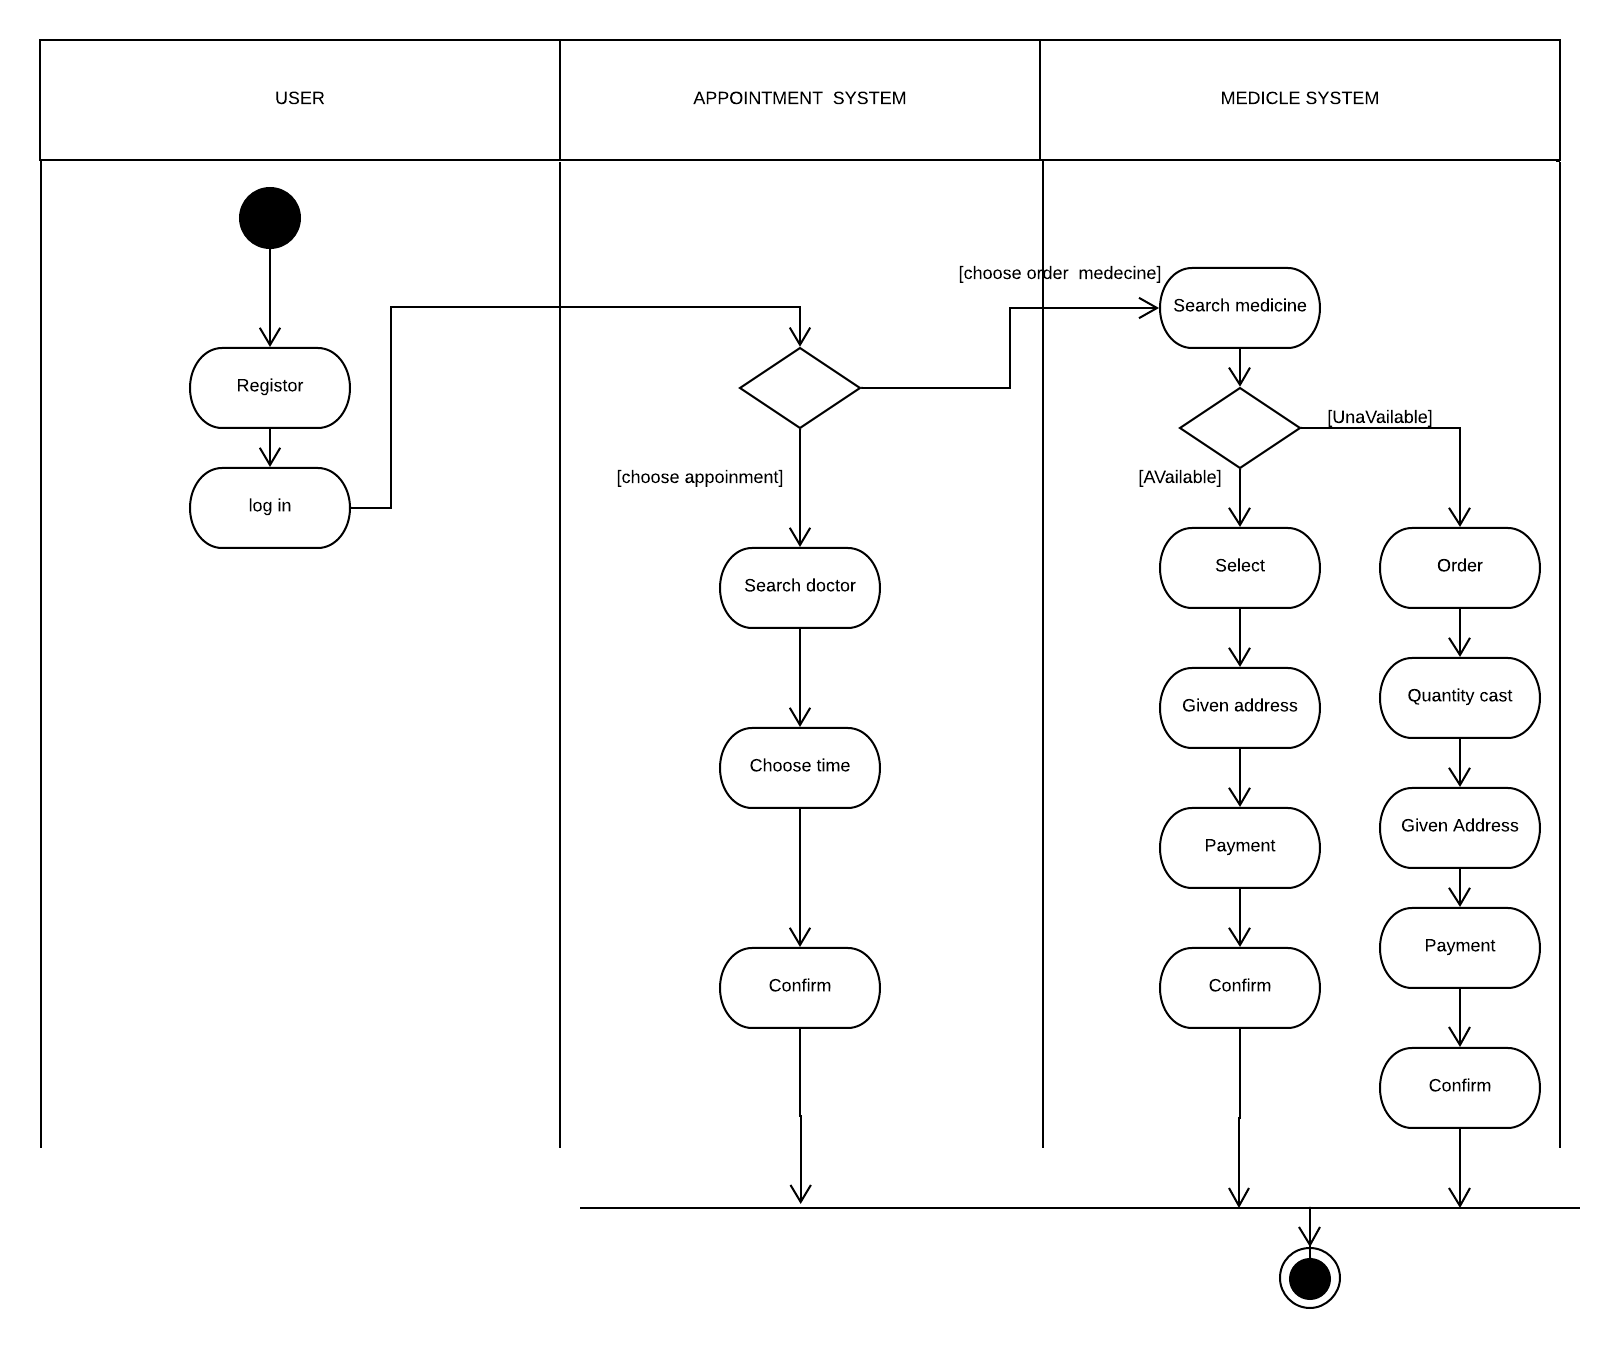 USER
APPOINTMENT  SYSTEM
MEDICLE SYSTEM
[choose order  medecine]
Search medicine
Registor
[UnaVailable]
[choose appoinment]
[AVailable]
log in
Select
Order
Search doctor
Quantity cast
Given address
Choose time
Given Address
Payment
Payment
Confirm
Confirm
Confirm